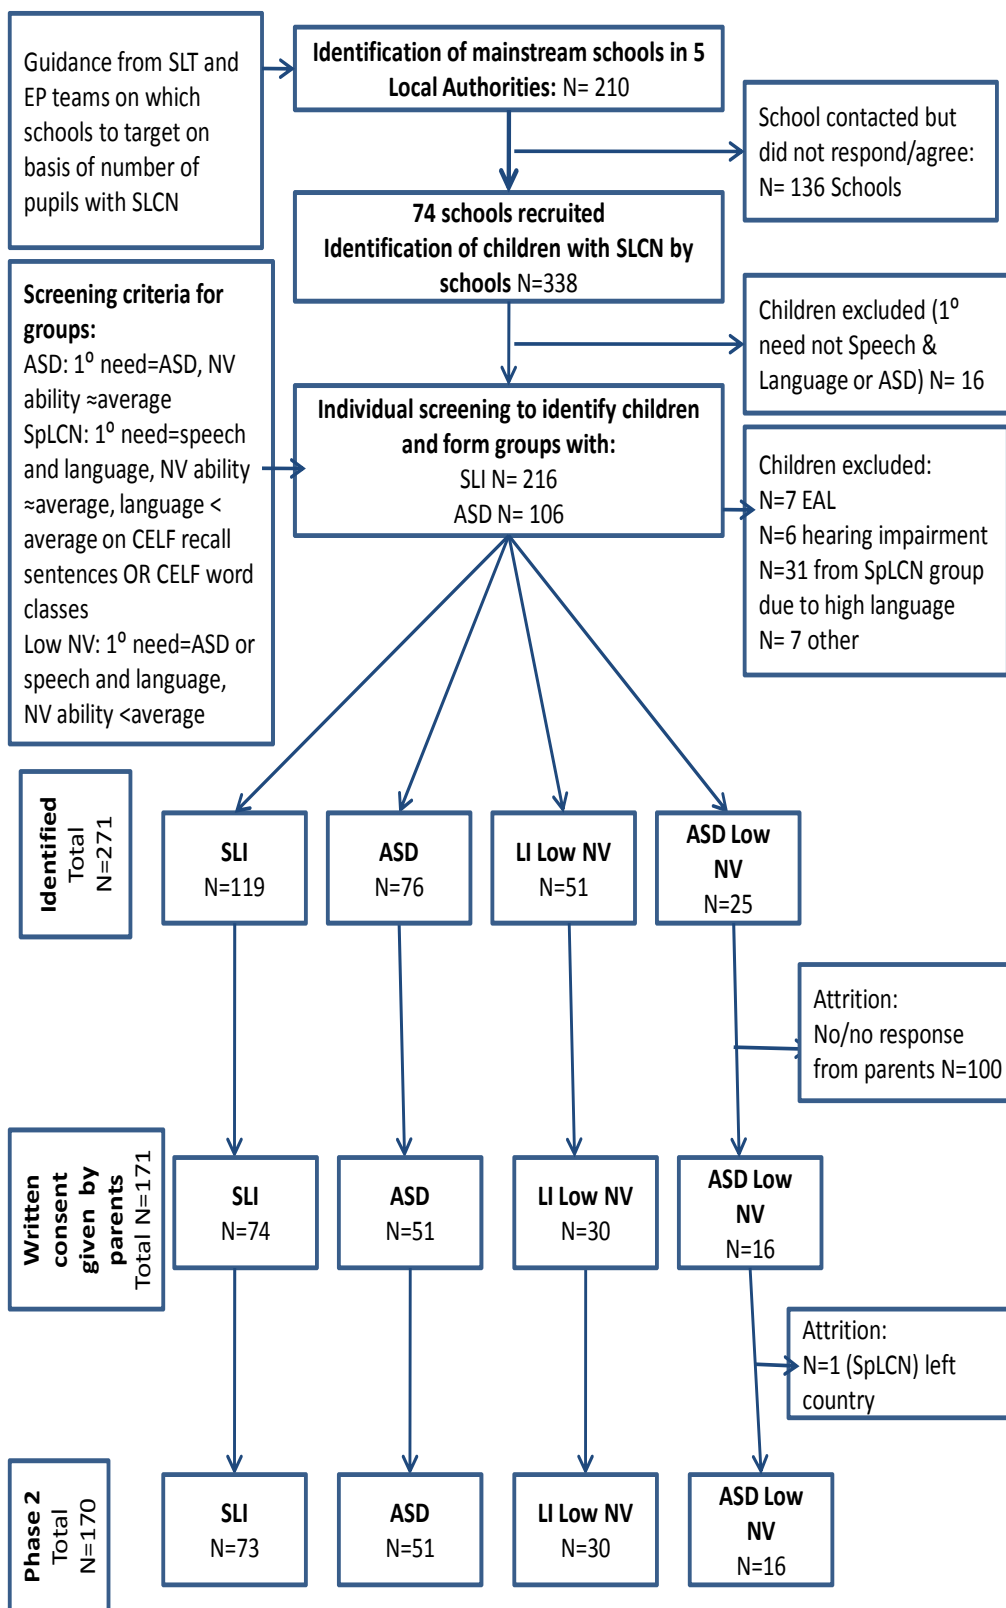 Guidance from SLT and
EP teams on which
schools to target on
basis of number of
pupils with SLCN
Identification of mainstream schools in 5
Local Authorities: N= 210
School contacted but
did not respond/agree:
N= 136 Schools
74 schools recruited
Identification of children with SLCN by
schools N=338
Screening criteria for
groups:
ASD: 1⁰ need=ASD, NV
ability ≈average
SpLCN: 1⁰ need=speech
and language, NV ability
≈average, language <
average on CELF recall
sentences OR CELF word
classes
Low NV: 1⁰ need=ASD or
speech and language,
NV ability <average
Children excluded (1⁰
need not Speech &
Language or ASD) N= 16
Individual screening to identify children
and form groups with:
SLI N= 216
ASD N= 106
Children excluded:
N=7 EAL
N=6 hearing impairment
N=31 from SpLCN group
due to high language
N= 7 other
Identified
Total
N=271
SLI
N=119
ASD
N=76
LI Low NV
N=51
ASD Low
NV
N=25
Attrition:
No/no response
from parents N=100
Written
consent
given by
parents
Total N=171
SLI
N=74
ASD
N=51
LI Low NV
N=30
ASD Low
NV
N=16
Attrition:
N=1 (SpLCN) left
country
Phase 2
Total
N=170
SLI
N=73
ASD
N=51
LI Low NV
N=30
ASD Low
NV
N=16